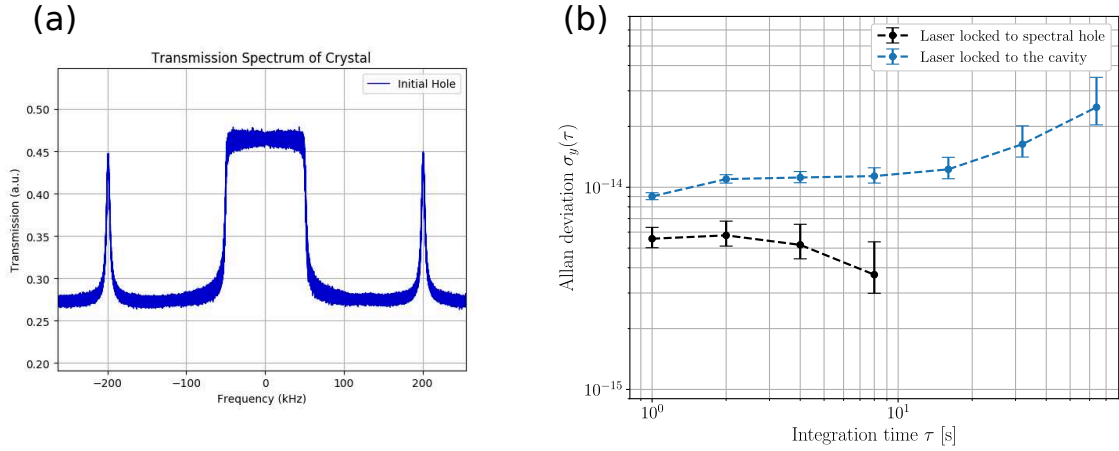 (a)
Transmission Spectrum of Crystal
Initial Hole
0.50
0.45
0.40
0.35
0.30
0.25
0.20
Transmission (a.u.)
−200
−100
0
100
200
Frequency (kHz)
(b)
Laser locked to spectral hole
Laser locked to the cavity
10⁻¹⁴
10⁻¹⁵
Allan deviation σ_y(τ)
10⁰
10¹
Integration time τ [s]